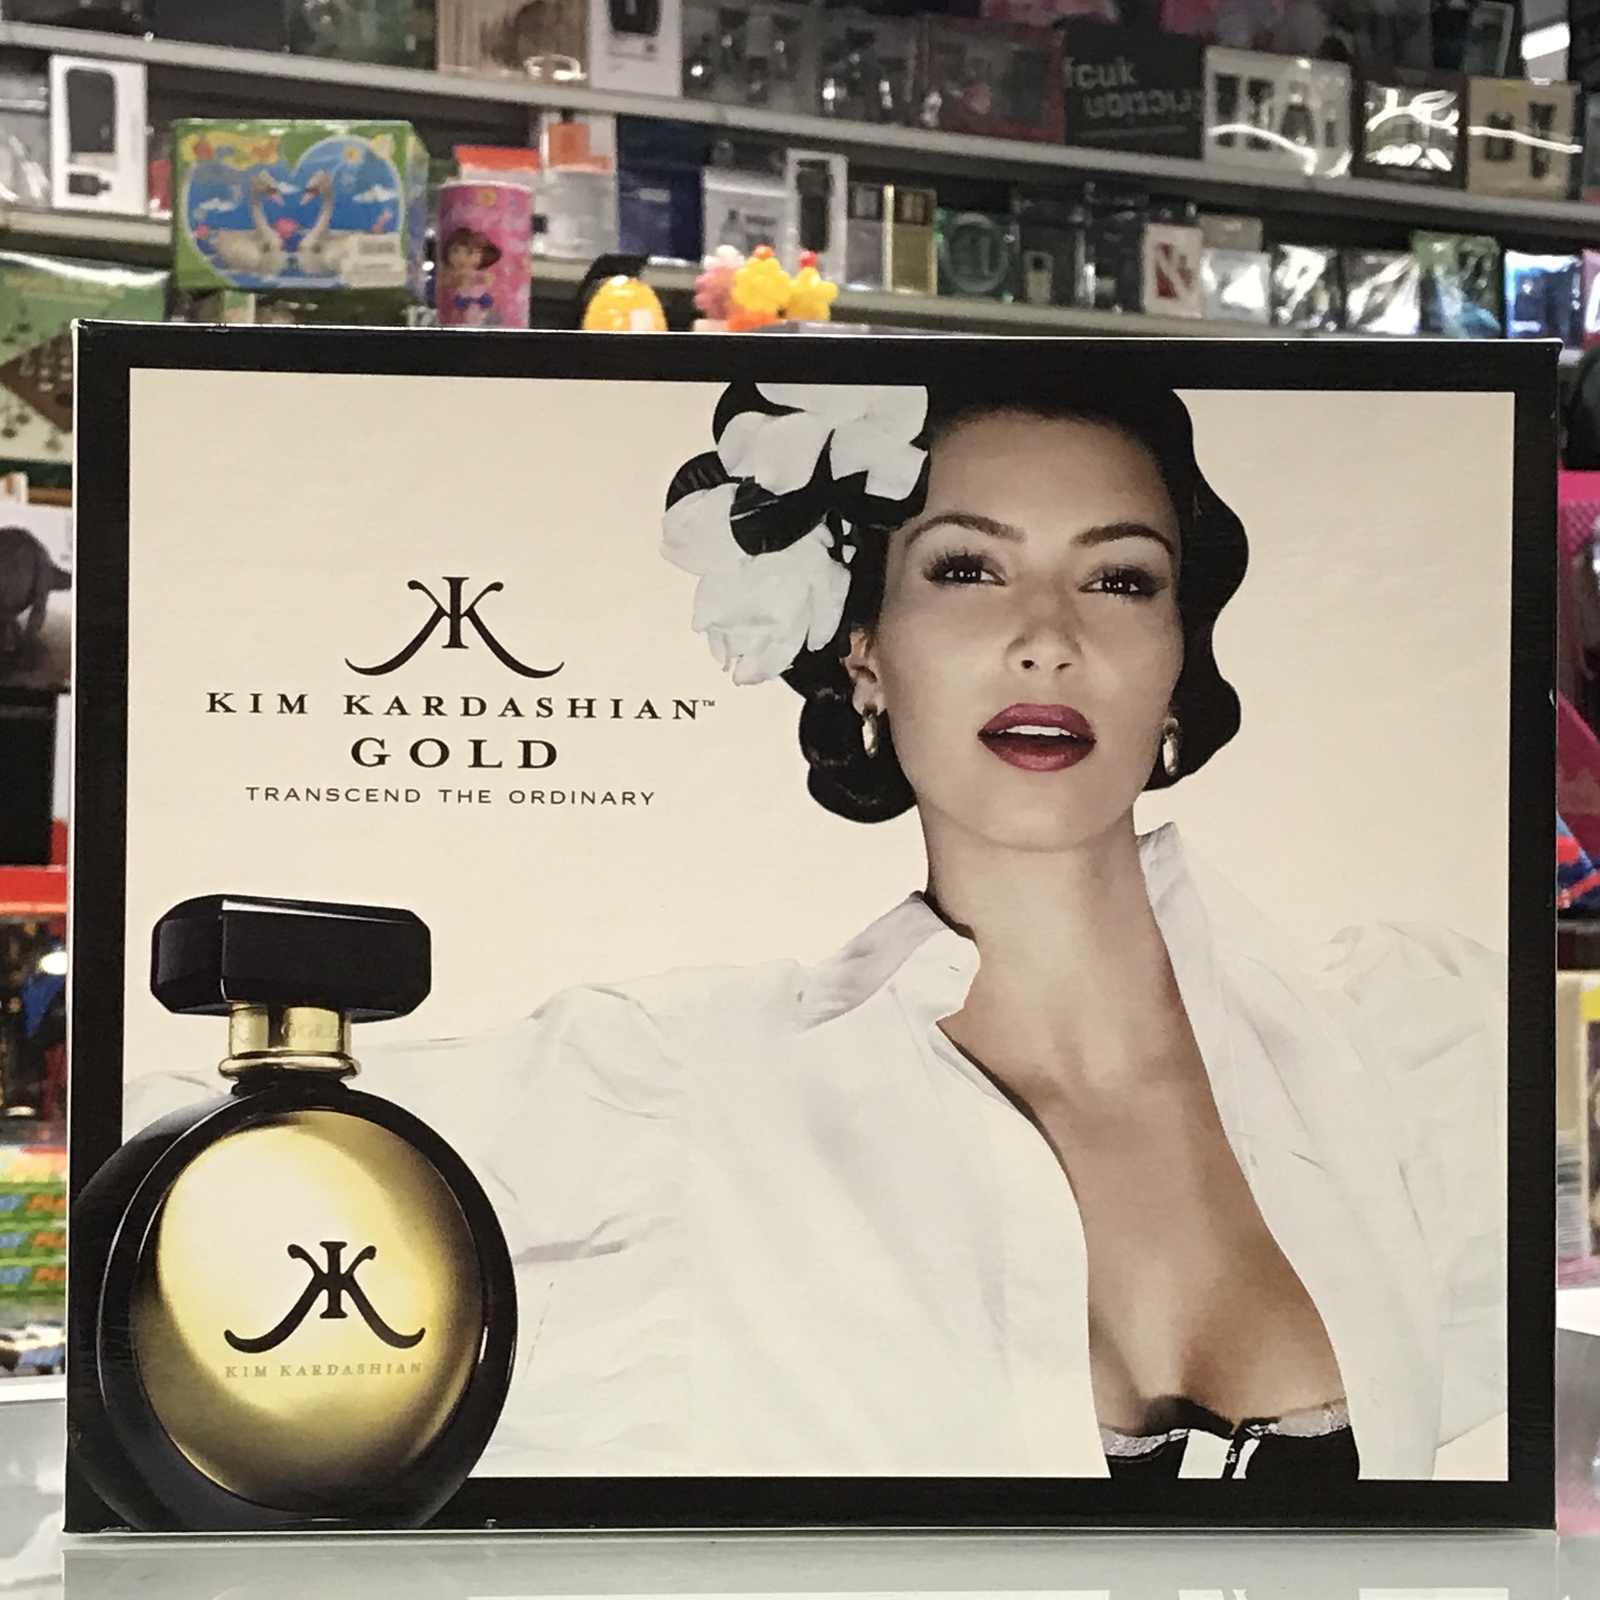 fcuk
KK
KIM KARDASHIAN™
GOLD
TRANSCEND THE ORDINARY
GOLD
KK
KIM KARDASHIAN